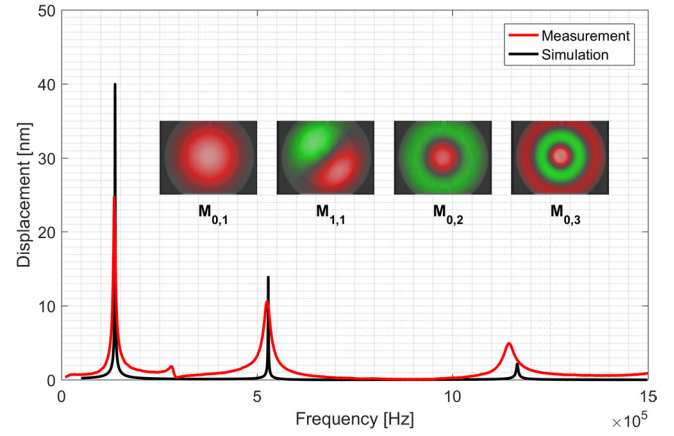 50
40
30
20
10
0
Displacement [nm]
Measurement
Simulation
M0,1
M1,1
M0,2
M0,3
0
5
10
15
Frequency [Hz]
×10^5